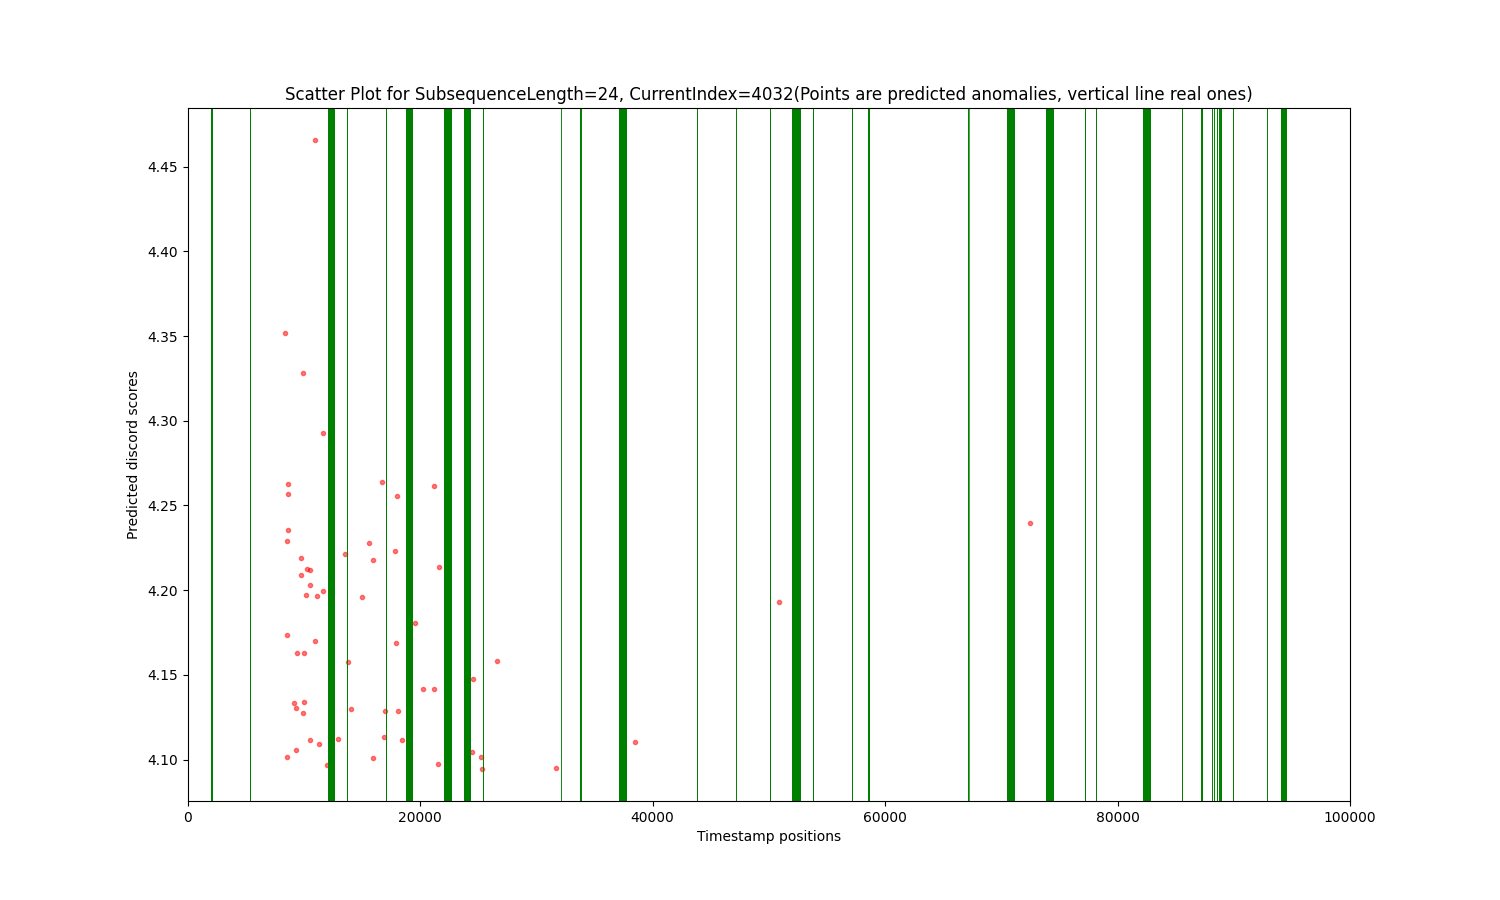 Scatter Plot for SubsequenceLength=24, CurrentIndex=4032(Points are predicted anomalies, vertical line real ones)
4.45
4.40
4.35
4.30
4.25
4.20
4.15
4.10
Predicted discord scores
0 20000 40000 60000 80000 100000
Timestamp positions